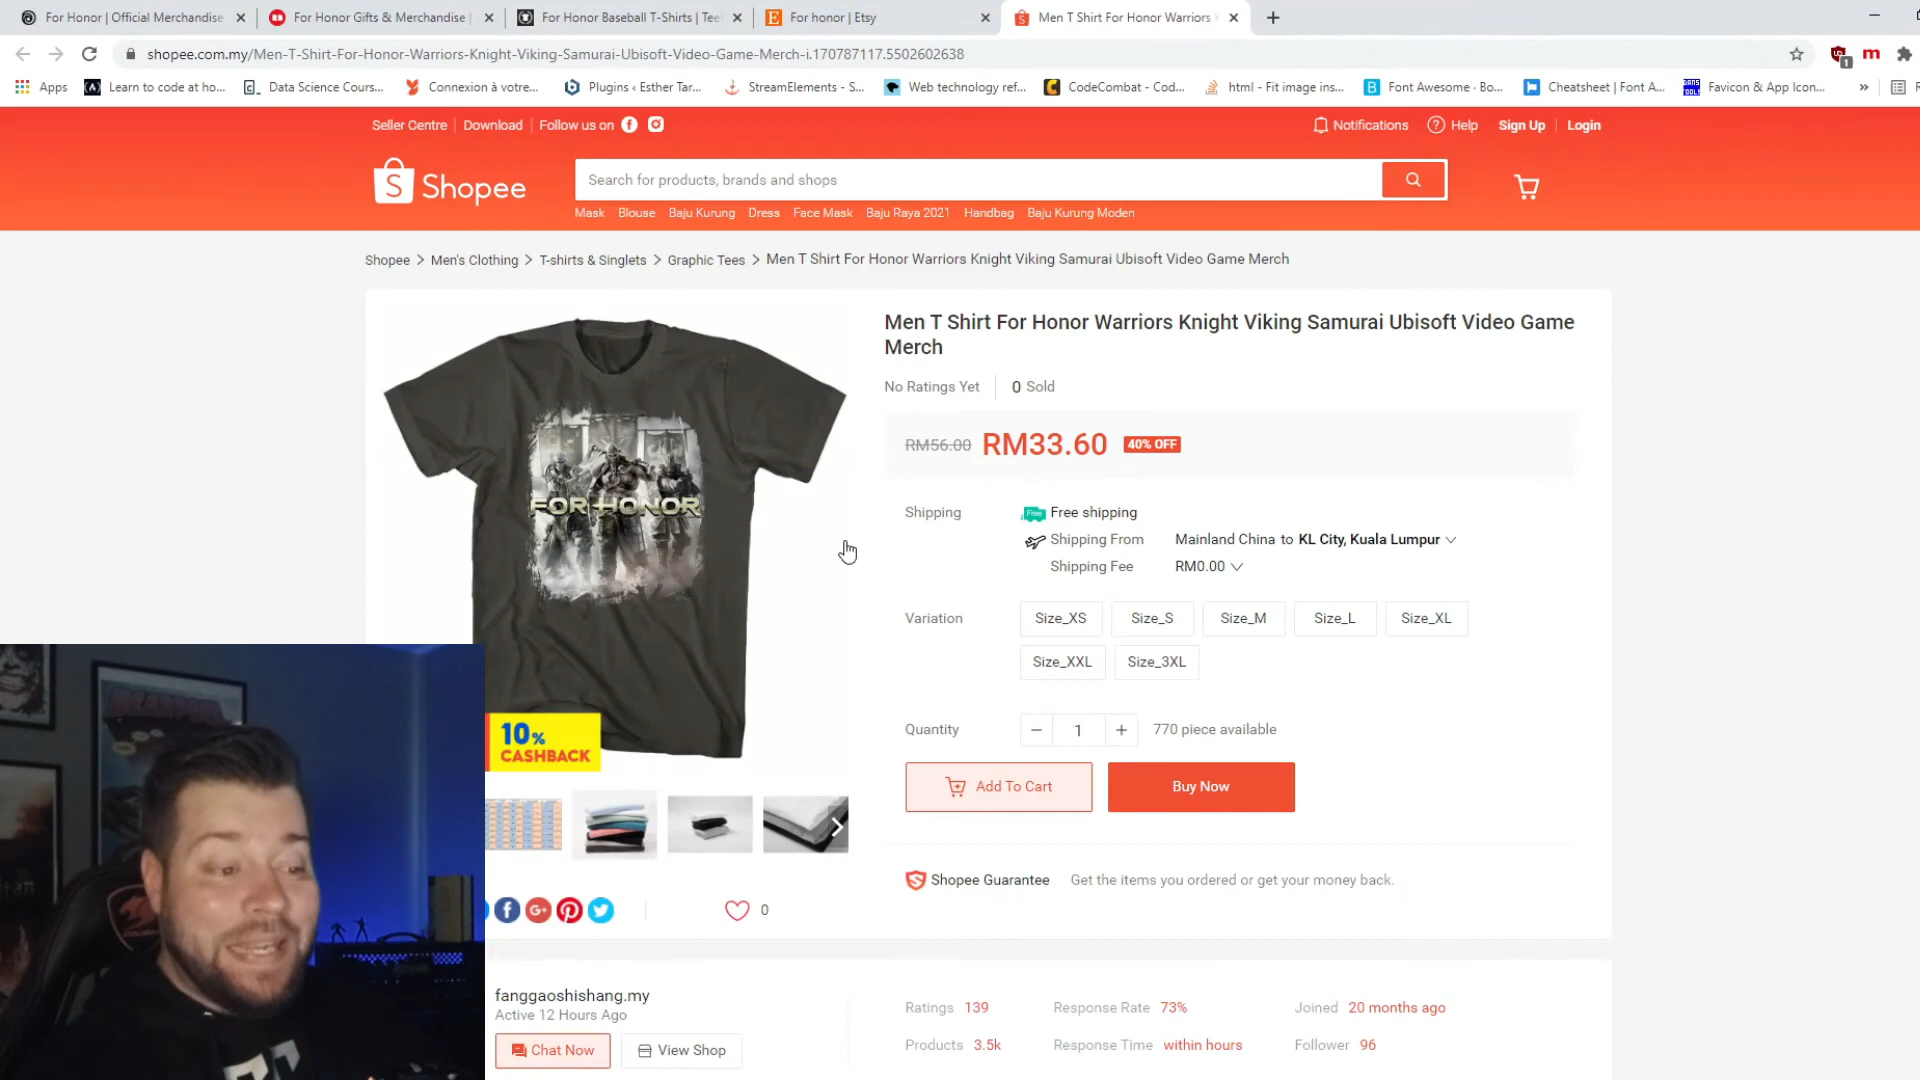 For Honor | Official Merchandise
For Honor Gifts & Merchandise |
For Honor Baseball T-Shirts | Tee
For honor | Etsy
Men T Shirt For Honor Warriors
shopee.com.my/Men-T-Shirt-For-Honor-Warriors-Knight-Viking-Samurai-Ubisoft-Video-Game-Merch-i.170787117.5502602638
Apps
Learn to code at ho...
Data Science Cours...
Connexion à votre...
Plugins ‹ Esther Tar...
StreamElements - S...
Web technology ref...
CodeCombat - Cod...
html - Fit image ins...
Font Awesome · Bo...
Cheatsheet | Font A...
Favicon & App Icon...
Seller Centre
Download
Follow us on
Notifications
Help
Sign Up
Login
Shopee
Search for products, brands and shops
Mask Blouse Baju Kurung Dress Face Mask Baju Raya 2021 Handbag Baju Kurung Moden
Shopee > Men's Clothing > T-shirts & Singlets > Graphic Tees > Men T Shirt For Honor Warriors Knight Viking Samurai Ubisoft Video Game Merch
FOR HONOR
10%
CASHBACK
Men T Shirt For Honor Warriors Knight Viking Samurai Ubisoft Video Game
Merch
No Ratings Yet
0 Sold
RM56.00 RM33.60 40% OFF
Shipping
Free shipping
Shipping From
Mainland China to KL City, Kuala Lumpur
Shipping Fee
RM0.00
Variation
Size_XS
Size_S
Size_M
Size_L
Size_XL
Size_XXL
Size_3XL
Quantity
− 1 +
770 piece available
Add To Cart
Buy Now
Shopee Guarantee
Get the items you ordered or get your money back.
0
fanggaoshishang.my
Active 12 Hours Ago
Chat Now
View Shop
Ratings 139
Response Rate 73%
Joined 20 months ago
Products 3.5k
Response Time within hours
Follower 96